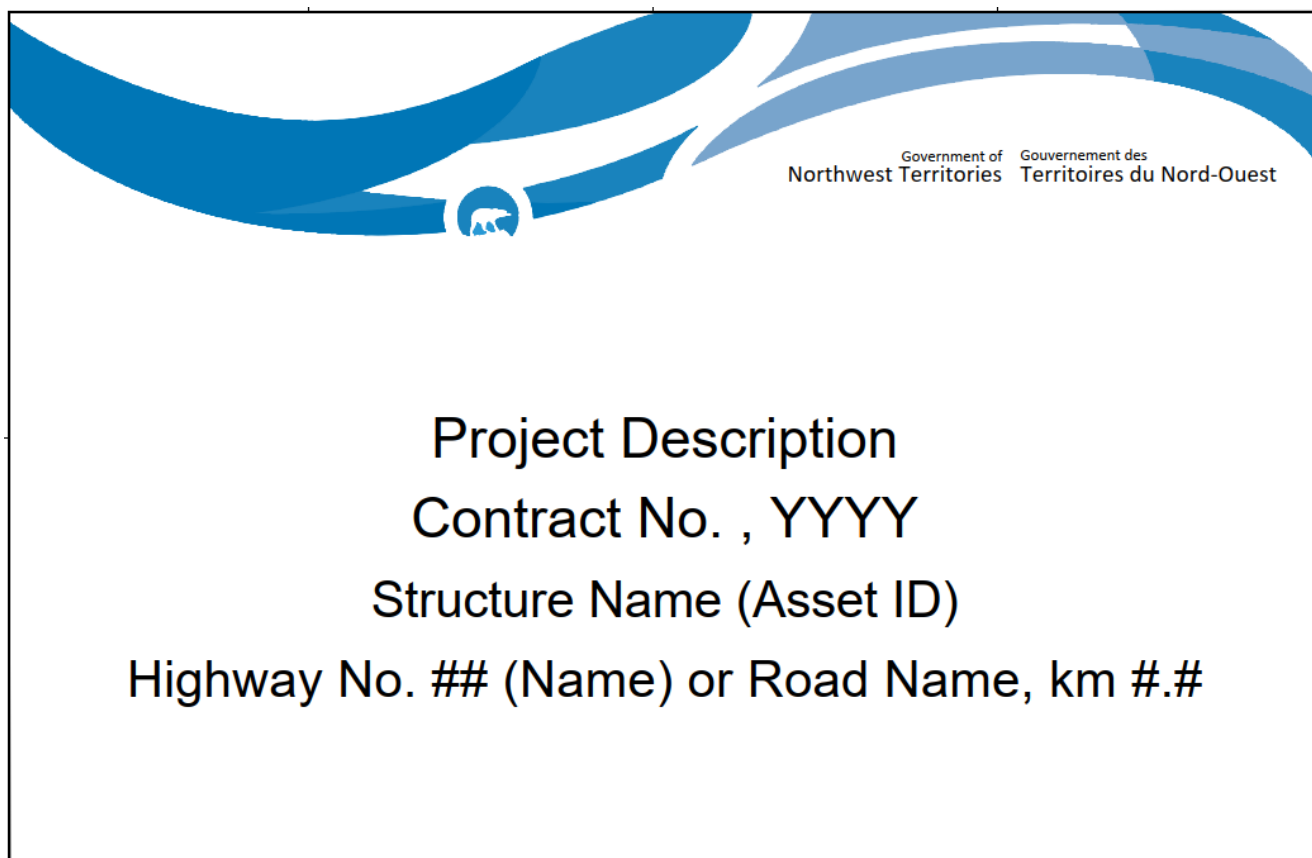 Government of Gouvernement des
Northwest Territories Territoires du Nord-Ouest
Project Description
Contract No. , YYYY
Structure Name (Asset ID)
Highway No. ## (Name) or Road Name, km #.#